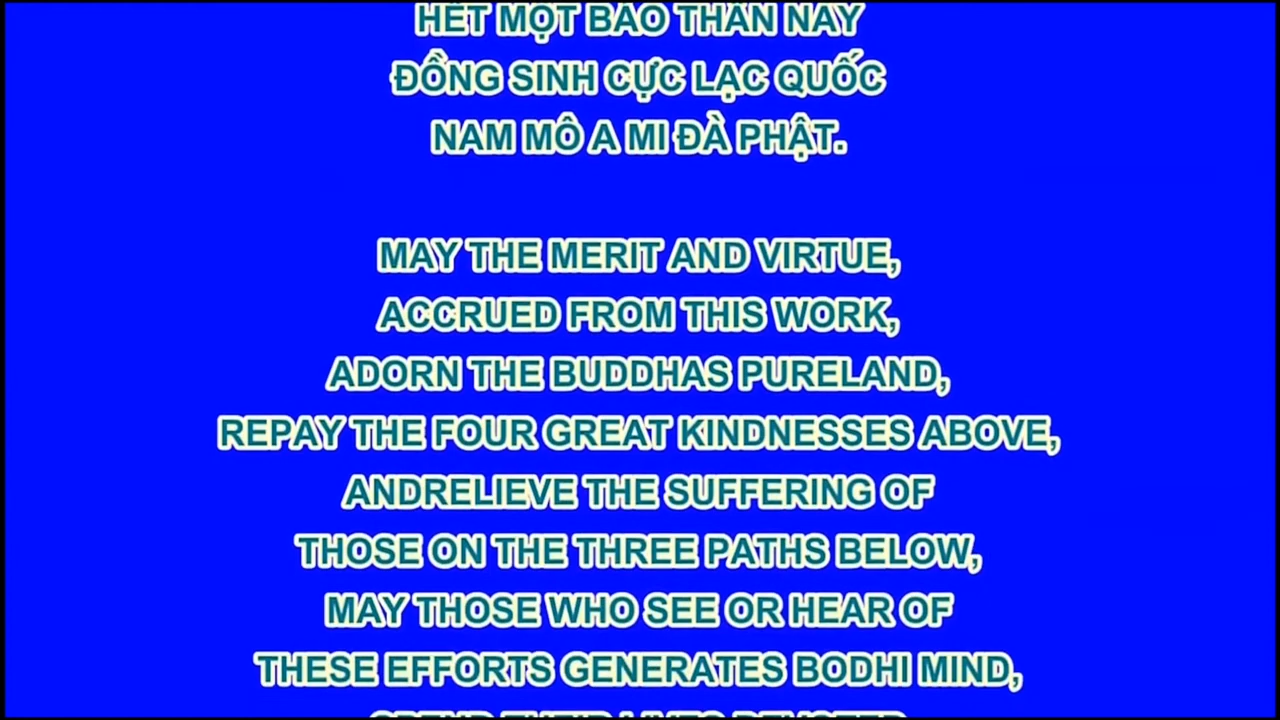 HẾT MỘT BÁO THÂN NÀY
ĐỒNG SINH CỰC LẠC QUỐC
NAM MÔ A MI ĐÀ PHẬT.
MAY THE MERIT AND VIRTUE,
ACCRUED FROM THIS WORK,
ADORN THE BUDDHAS PURELAND,
REPAY THE FOUR GREAT KINDNESSES ABOVE,
ANDRELIEVE THE SUFFERING OF
THOSE ON THE THREE PATHS BELOW,
MAY THOSE WHO SEE OR HEAR OF
THESE EFFORTS GENERATES BODHI MIND,